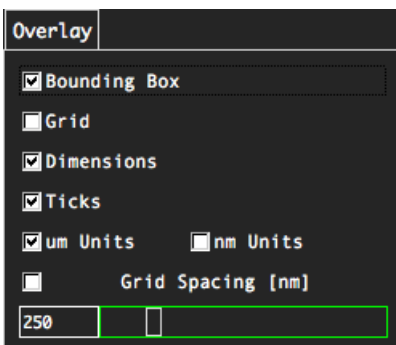 Overlay
Bounding Box
Grid
Dimensions
Ticks
um Units nm Units
Grid Spacing [nm]
250